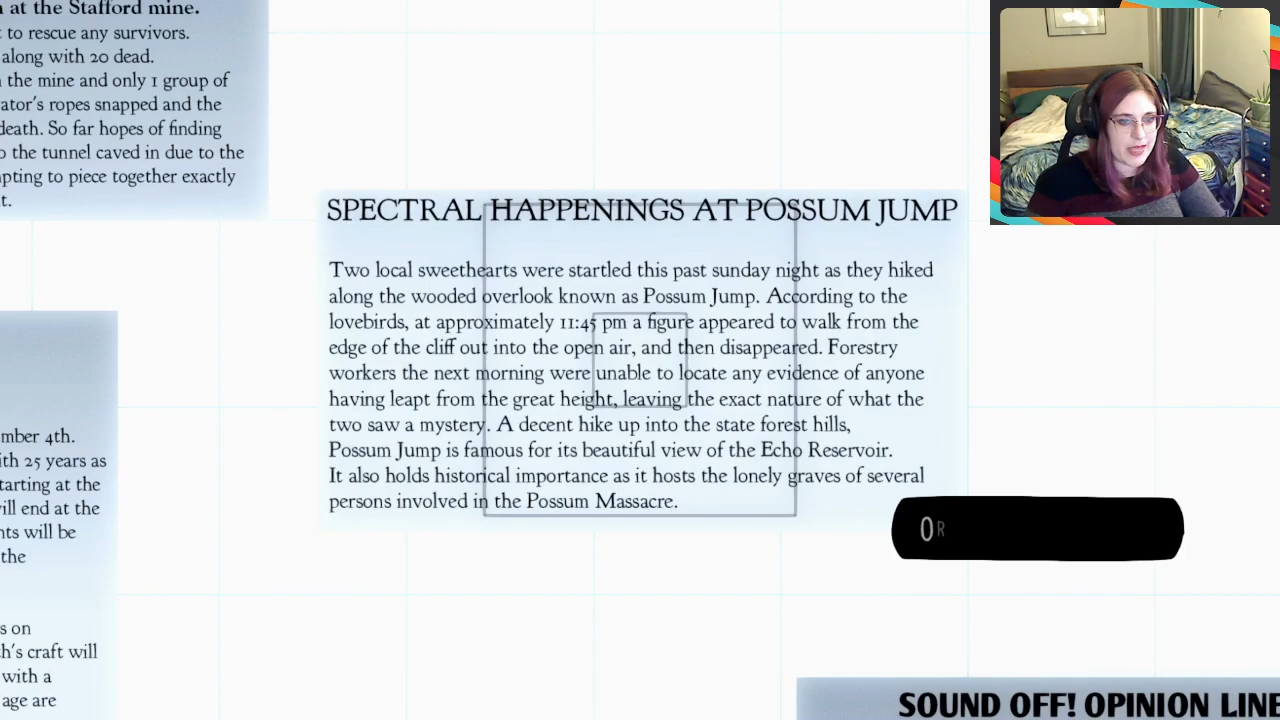 n at the Stafford mine.
t to rescue any survivors.
along with 20 dead.
n the mine and only 1 group of
ator's ropes snapped and the
death. So far hopes of finding
o the tunnel caved in due to the
pting to piece together exactly
t.
SPECTRAL HAPPENINGS AT POSSUM JUMP
Two local sweethearts were startled this past sunday night as they hiked
along the wooded overlook known as Possum Jump. According to the
lovebirds, at approximately 11:45 pm a figure appeared to walk from the
edge of the cliff out into the open air, and then disappeared. Forestry
workers the next morning were unable to locate any evidence of anyone
having leapt from the great height, leaving the exact nature of what the
two saw a mystery. A decent hike up into the state forest hills,
Possum Jump is famous for its beautiful view of the Echo Reservoir.
It also holds historical importance as it hosts the lonely graves of several
persons involved in the Possum Massacre.
mber 4th.
ith 25 years as
tarting at the
will end at the
nts will be
the
s on
h's craft will
with a
age are
OR
SOUND OFF! OPINION LINE